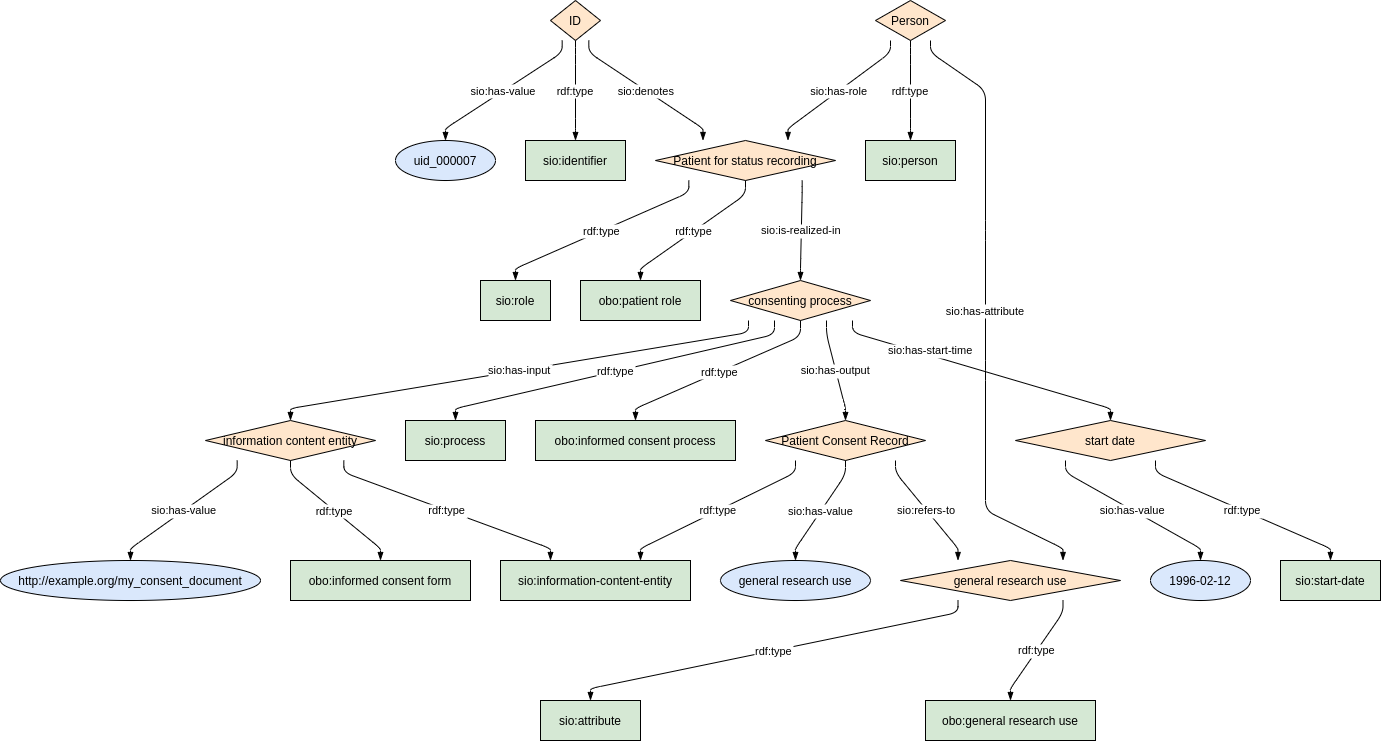 ID
Person
sio:has-value
rdf:type
sio:denotes
sio:has-role
rdf:type
uid_000007
sio:identifier
Patient for status recording
sio:person
rdf:type
rdf:type
sio:is-realized-in
sio:role
obo:patient role
consenting process
sio:has-attribute
sio:has-input
rdf:type
rdf:type
sio:has-output
sio:has-start-time
information content entity
sio:process
obo:informed consent process
Patient Consent Record
start date
sio:has-value
rdf:type
rdf:type
rdf:type
sio:has-value
sio:refers-to
sio:has-value
rdf:type
http://example.org/my_consent_document
obo:informed consent form
sio:information-content-entity
general research use
general research use
1996-02-12
sio:start-date
rdf:type
rdf:type
sio:attribute
obo:general research use